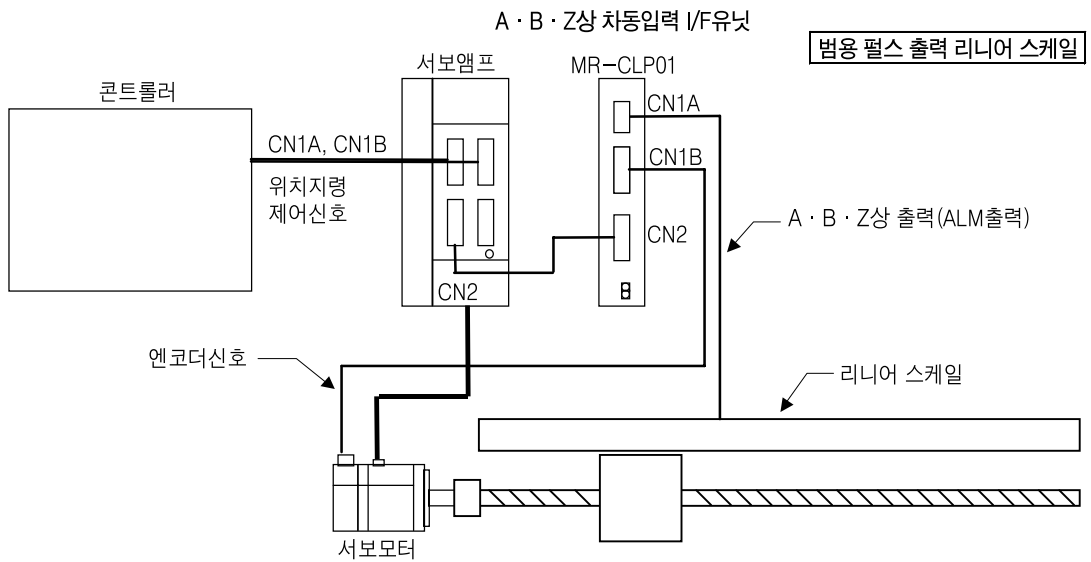 A · B · Z상 차동입력 I/F유닛
범용 펄스 출력 리니어 스케일
서보앰프
MR-CLP01
콘트롤러
CN1A
CN1A, CN1B
CN1B
위치지령
제어신호
A · B · Z상 출력(ALM출력)
CN2
CN2
엔코더신호
리니어 스케일
서보모터